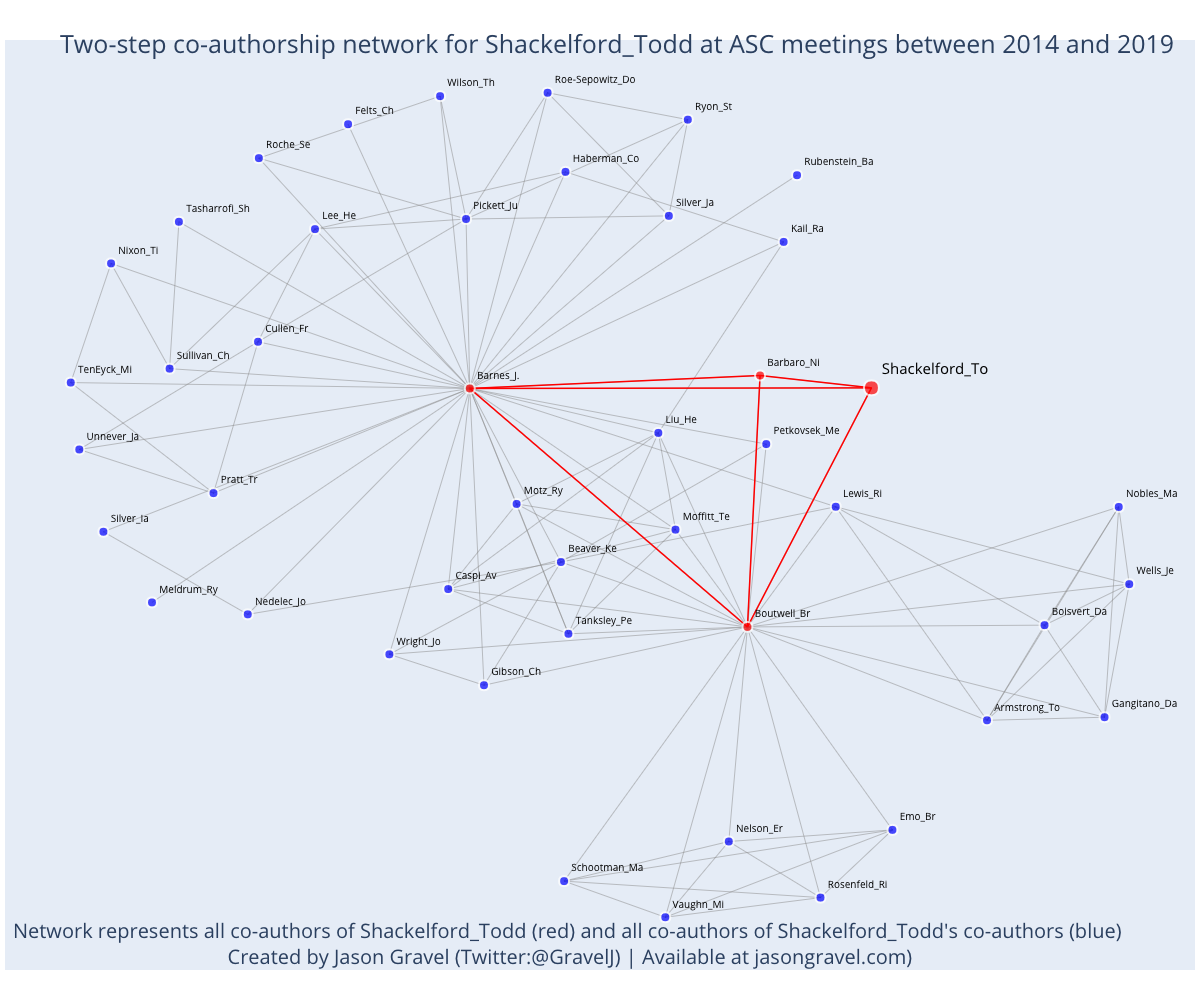 Two-step co-authorship network for Shackelford_Todd at ASC meetings between 2014 and 2019
Wilson_Th
Roe-Sepowitz_Do
Felts_Ch
Ryon_St
Roche_Se
Haberman_Co
Rubenstein_Ba
Tasharrofi_Sh
Lee_He
Pickett_Ju
Silver_Ja
Kail_Ra
Nixon_Ti
Cullen_Fr
Sullivan_Ch
TenEyck_Mi
Barnes_J.
Barbaro_Ni
Shackelford_To
Liu_He
Petkovsek_Me
Unnever_Ja
Pratt_Tr
Motz_Ry
Lewis_Ri
Nobles_Ma
Silver_Ia
Moffitt_Te
Beaver_Ke
Caspi_Av
Wells_Je
Meldrum_Ry
Nedelec_Jo
Tanksley_Pe
Boutwell_Br
Boisvert_Da
Wright_Jo
Gibson_Ch
Armstrong_To
Gangitano_Da
Emo_Br
Nelson_Er
Schootman_Ma
Rosenfeld_Ri
Vaughn_Mi
Network represents all co-authors of Shackelford_Todd (red) and all co-authors of Shackelford_Todd's co-authors (blue)
Created by Jason Gravel (Twitter:@GravelJ) | Available at jasongravel.com)